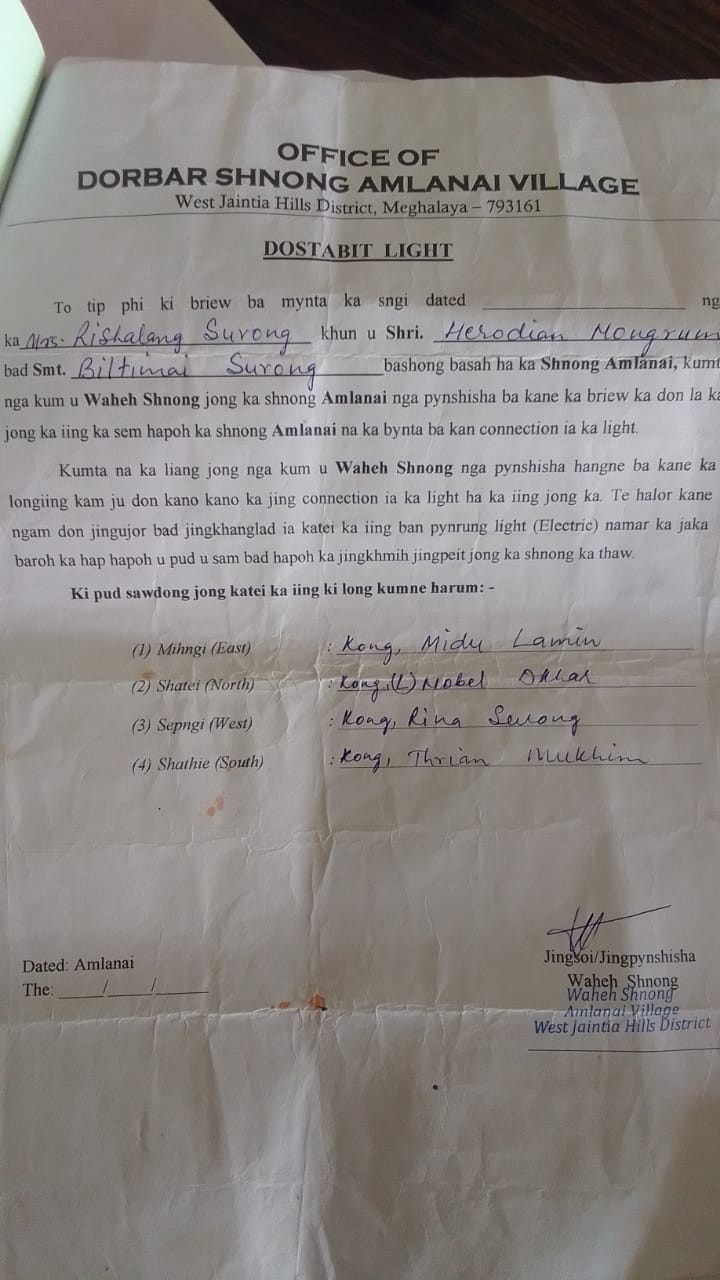 OFFICE OF
DORBAR SHNONG AMLANAI VILLAGE
West Jaintia Hills District, Meghalaya – 793161
DOSTABIT LIGHT
To tip phi ki briew ba mynta ka sngi dated ____________________ ng
ka Mrs. Rishalang Surong khun u Shri. Herodian Mongrum
bad Smt. Biltimai Surong bashong basah ha ka Shnong Amlanai, kumt
nga kum u Waheh Shnong jong ka shnong Amlanai nga pynshisha ba kane ka briew ka don la ka
jong ka iing ka sem hapoh ka shnong Amlanai na ka bynta ba kan connection ia ka light.
Kumta na ka liang jong nga kum u Waheh Shnong nga pynshisha hangne ba kane ka
longiing kam ju don kano kano ka jing connection ia ka light ha ka iing jong ka. Te halor kane
ngam don jingujor bad jingkhanglad ia katei ka iing ban pynrung light (Electric) namar ka jaka
baroh ka hap hapoh u pud u sam bad hapoh ka jingkhmih jingpeit jong ka shnong ka thaw.
Ki pud sawdong jong katei ka iing ki long kumne harum: -
(1) Mihngi (East) : Kong, Midu Lamin
(2) Shatei (North) : Kong, (L) Nobel Dkhar
(3) Sepngi (West) : Kong, Rina Surong
(4) Shathie (South) : Kong, Thrian Mukhim
Jingsoi/Jingpynshisha
Dated: Amlanai
Waheh Shnong
The: ____/____/______
Waheh Shnong
Amlanai Village
West Jaintia Hills District